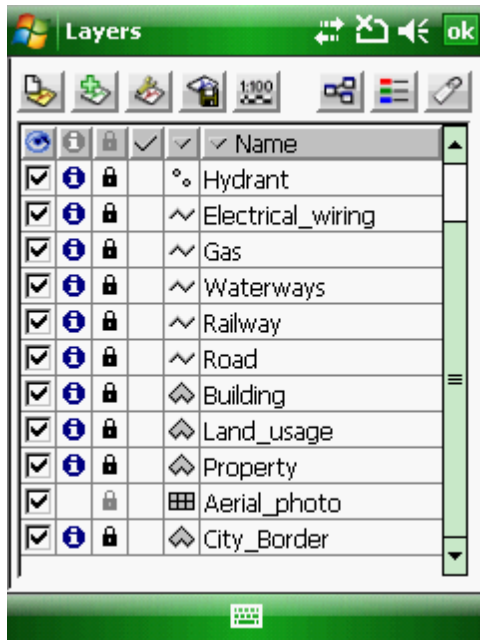 Layers
ok
1:100
Name
Hydrant
Electrical_wiring
Gas
Waterways
Railway
Road
Building
Land_usage
Property
Aerial_photo
City_Border